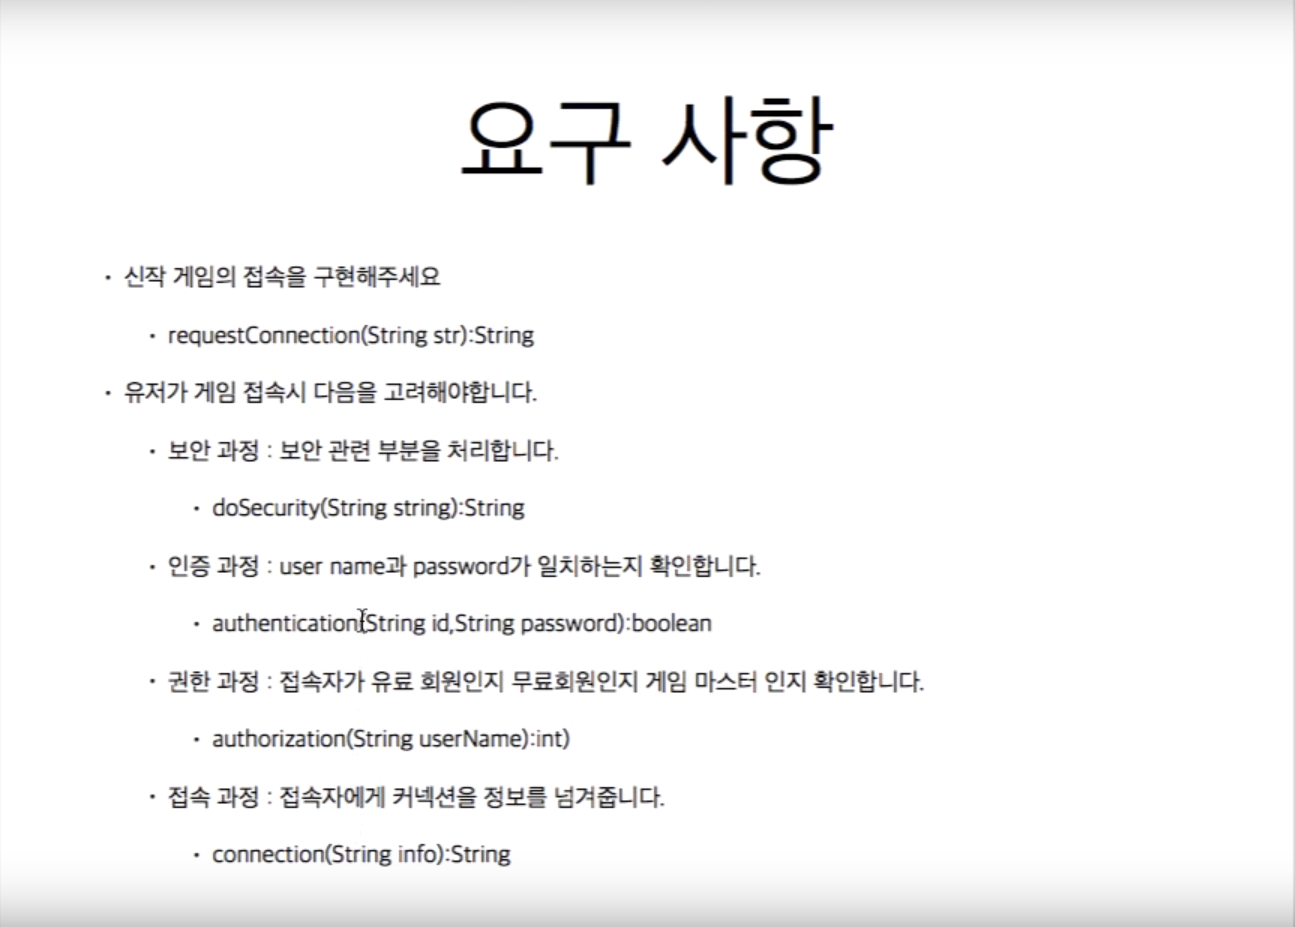 요구 사항
• 신작 게임의 접속을 구현해주세요
• requestConnection(String str):String
• 유저가 게임 접속시 다음을 고려해야합니다.
• 보안 과정 : 보안 관련 부분을 처리합니다.
• doSecurity(String string):String
• 인증 과정 : user name과 password가 일치하는지 확인합니다.
• authentication(String id,String password):boolean
• 권한 과정 : 접속자가 유료 회원인지 무료회원인지 게임 마스터 인지 확인합니다.
• authorization(String userName):int)
• 접속 과정 : 접속자에게 커넥션을 정보를 넘겨줍니다.
• connection(String info):String